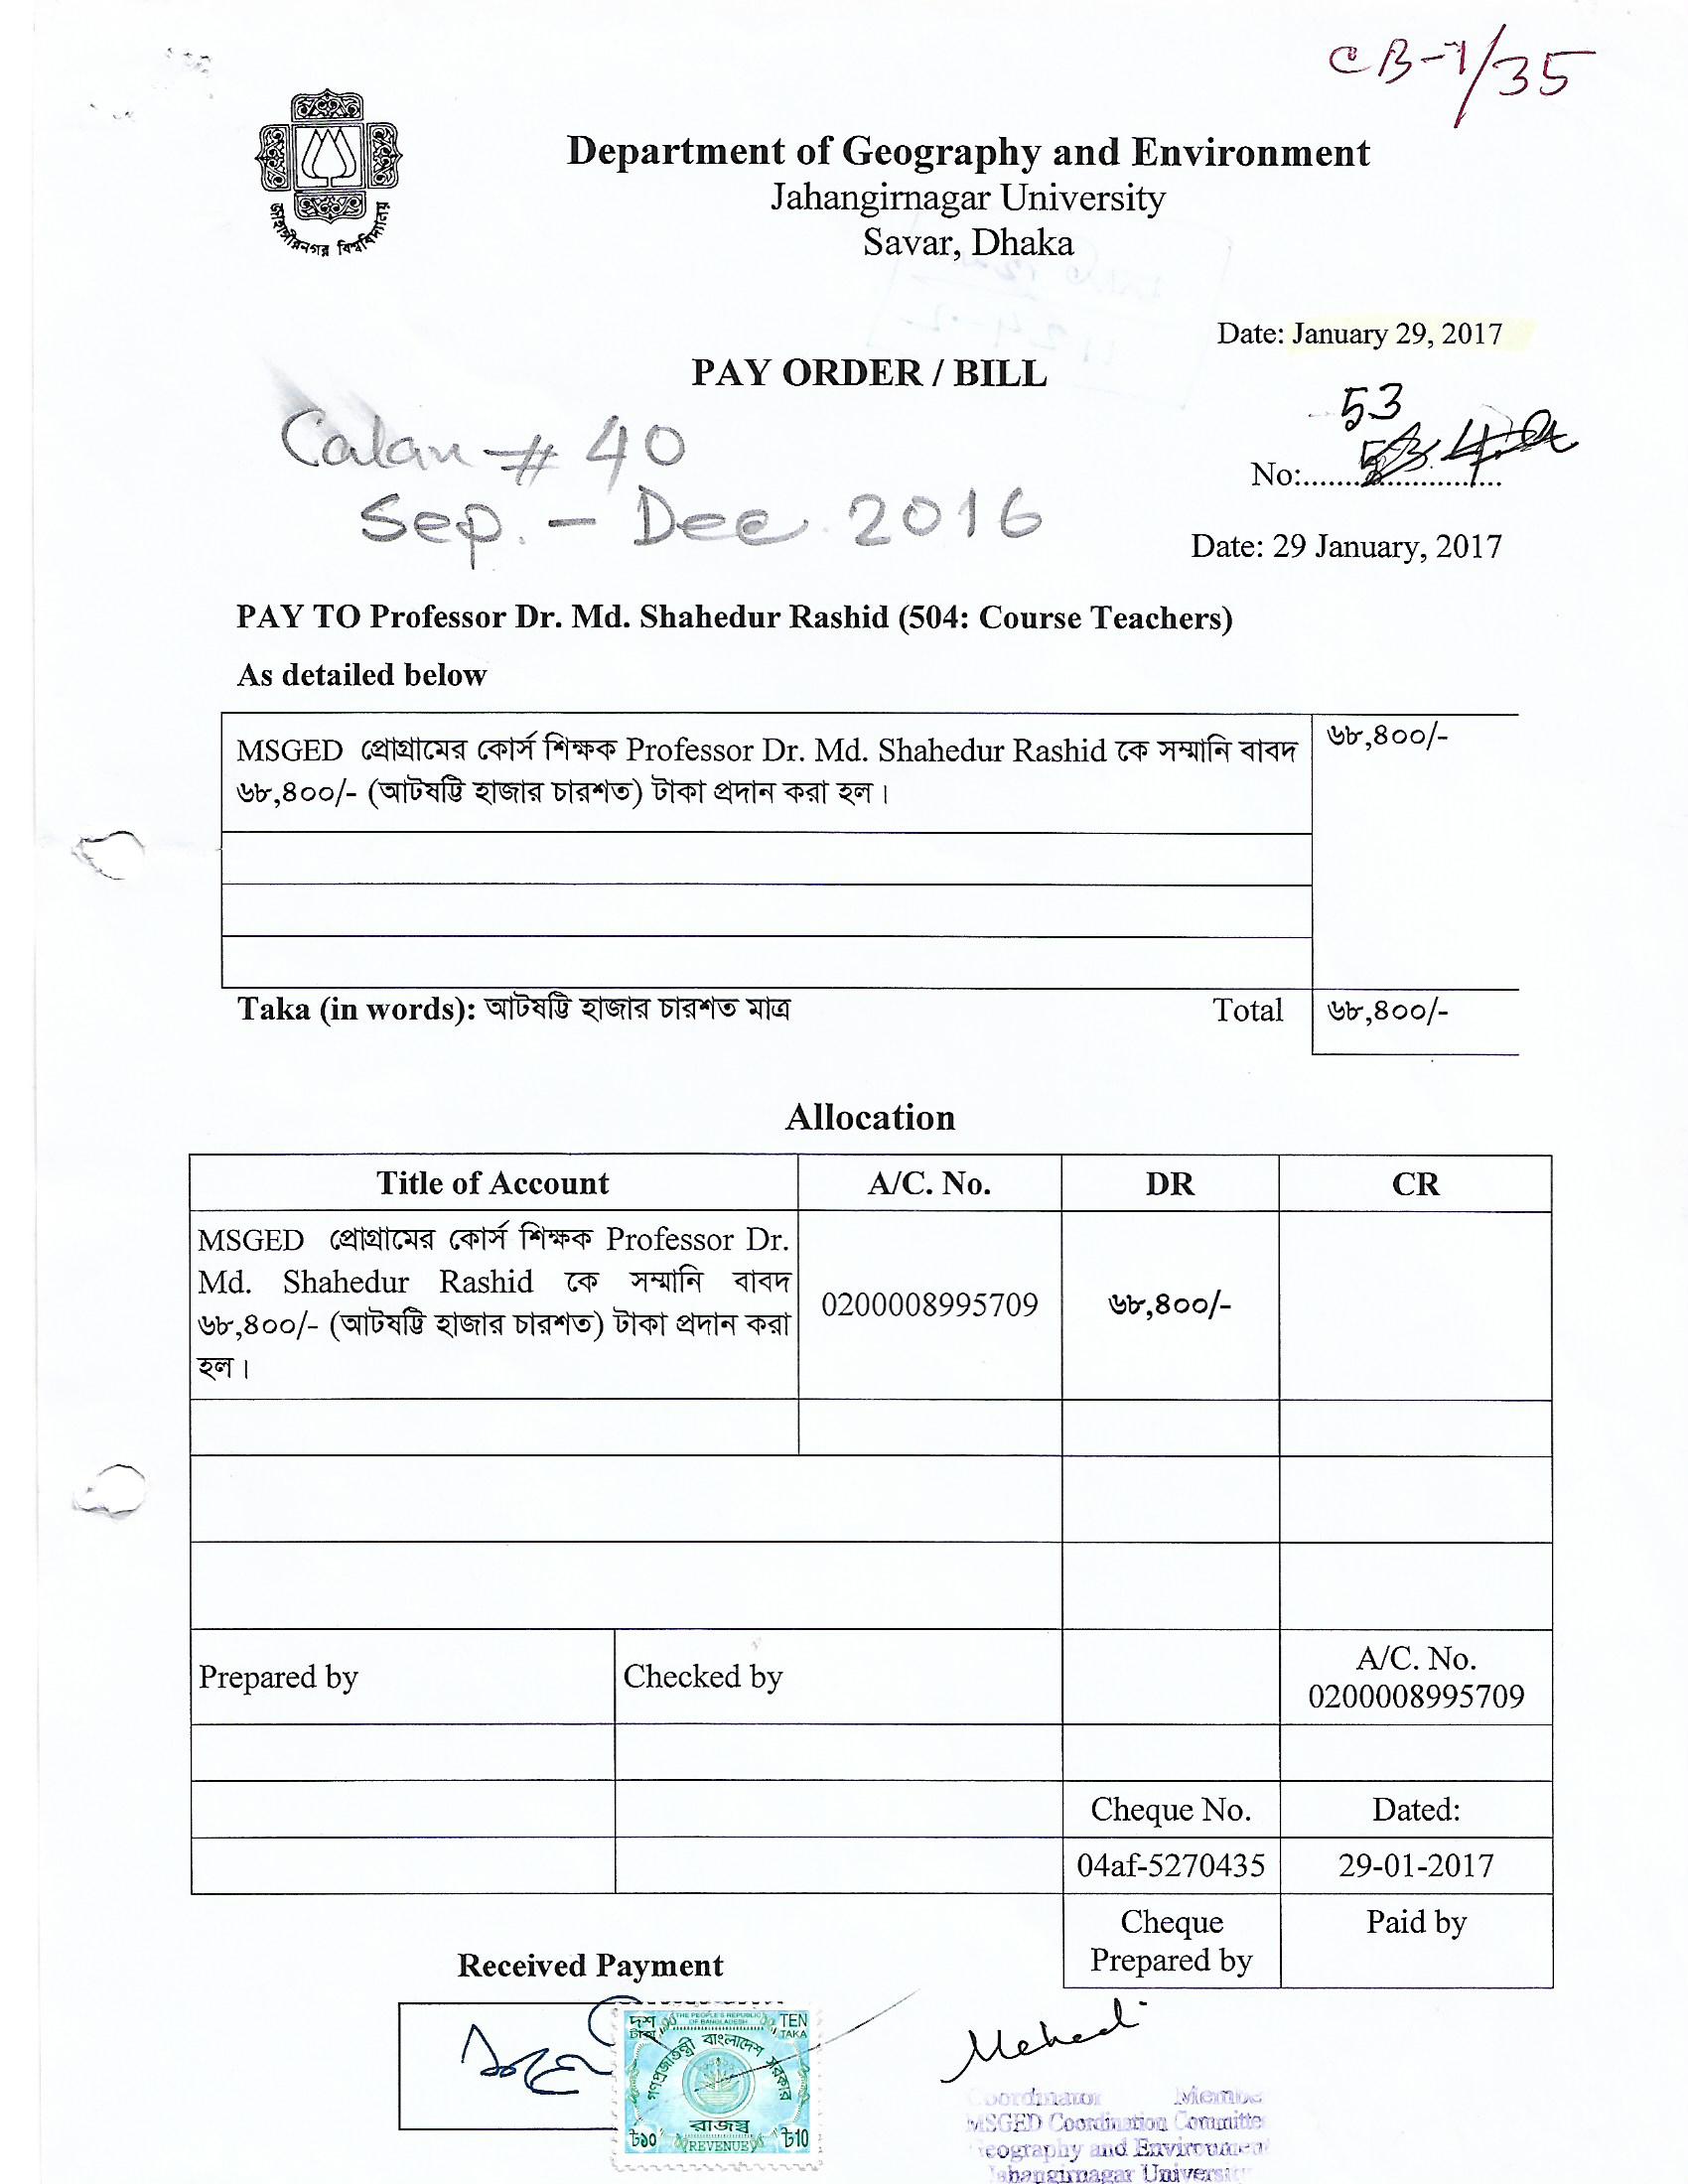 CB-1/35
জাহাঙ্গীরনগর বিশ্ববিদ্যালয়
Department of Geography and Environment
Jahangirnagar University
Savar, Dhaka
Date: January 29, 2017
PAY ORDER / BILL
Calan # 40
Sep. - Dec. 2016
53
No:
Date: 29 January, 2017
PAY TO Professor Dr. Md. Shahedur Rashid (504: Course Teachers)
As detailed below
MSGED প্রোগ্রামের কোর্স শিক্ষক Professor Dr. Md. Shahedur Rashid কে সম্মানি বাবদ ৬৮,৪০০/-
৬৮,৪০০/- (আটষট্টি হাজার চারশত) টাকা প্রদান করা হল।
Taka (in words): আটষট্টি হাজার চারশত মাত্র Total ৬৮,৪০০/-
Allocation
Title of Account A/C. No. DR CR
MSGED প্রোগ্রামের কোর্স শিক্ষক Professor Dr.
Md. Shahedur Rashid কে সম্মানি বাবদ
৬৮,৪০০/- (আটষট্টি হাজার চারশত) টাকা প্রদান করা
হল।
0200008995709 ৬৮,৪০০/-
Prepared by Checked by A/C. No.
0200008995709
Cheque No. Dated:
04af-5270435 29-01-2017
Cheque Paid by
Prepared by
Received Payment
দশ টাকা THE PEOPLE'S REPUBLIC OF BANGLADESH TEN TAKA
গণপ্রজাতন্ত্রী বাংলাদেশ সরকার
রাজস্ব
৳১০ REVENUE ৳10
Mehedi
Coordinator Member
MSGED Coordination Committee
Geography and Environment
Jahangirnagar University